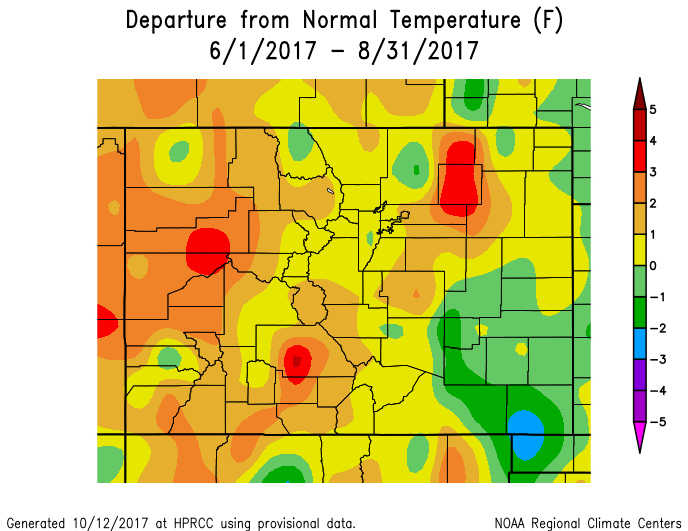 Departure from Normal Temperature (F)
6/1/2017 – 8/31/2017
5
4
3
2
1
0
−1
−2
−3
−4
−5
Generated 10/12/2017 at HPRCC using provisional data.
NOAA Regional Climate Centers